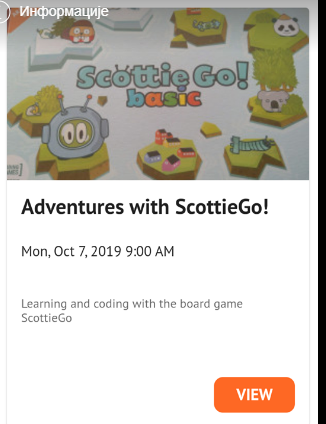 Информације
Scottie Go!
basic
Adventures with ScottieGo!
Mon, Oct 7, 2019 9:00 AM
Learning and coding with the board game
ScottieGo
VIEW